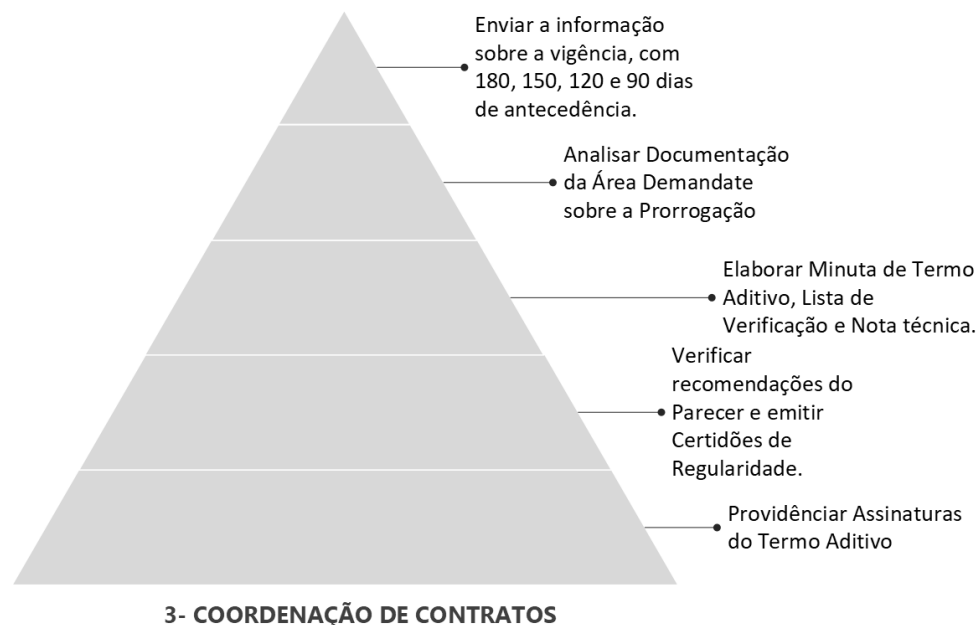 Enviar a informação
sobre a vigência, com
180, 150, 120 e 90 dias
de antecedência.
Analisar Documentação
da Área Demandate
sobre a Prorrogação
Elaborar Minuta de Termo
Aditivo, Lista de
Verificação e Nota técnica.
Verificar
recomendações do
Parecer e emitir
Certidões de
Regularidade.
Providênciar Assinaturas
do Termo Aditivo
3- COORDENAÇÃO DE CONTRATOS